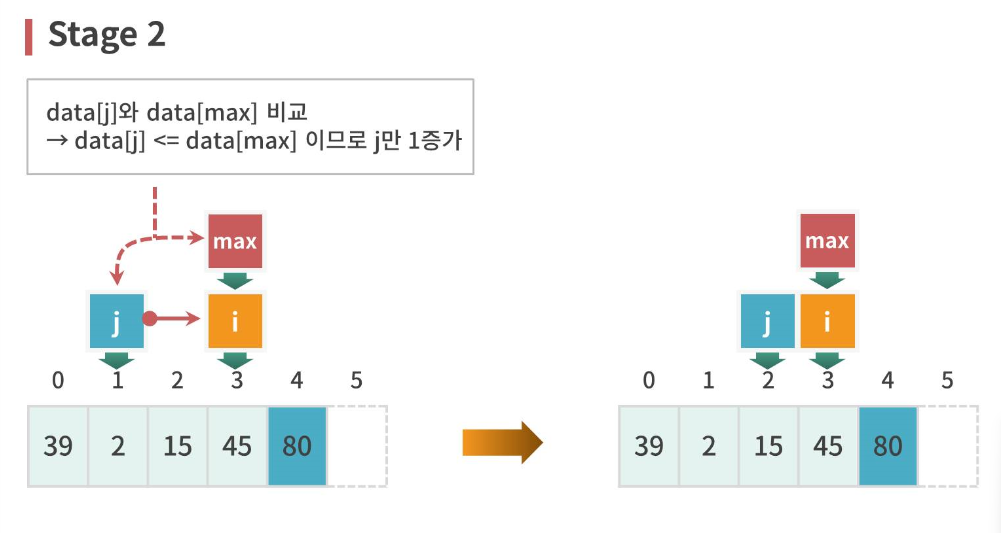 Stage 2
data[j]와 data[max] 비교
→ data[j] <= data[max] 이므로 j만 1증가
max
j i
0 1 2 3 4 5
39 2 15 45 80
max
j i
0 1 2 3 4 5
39 2 15 45 80